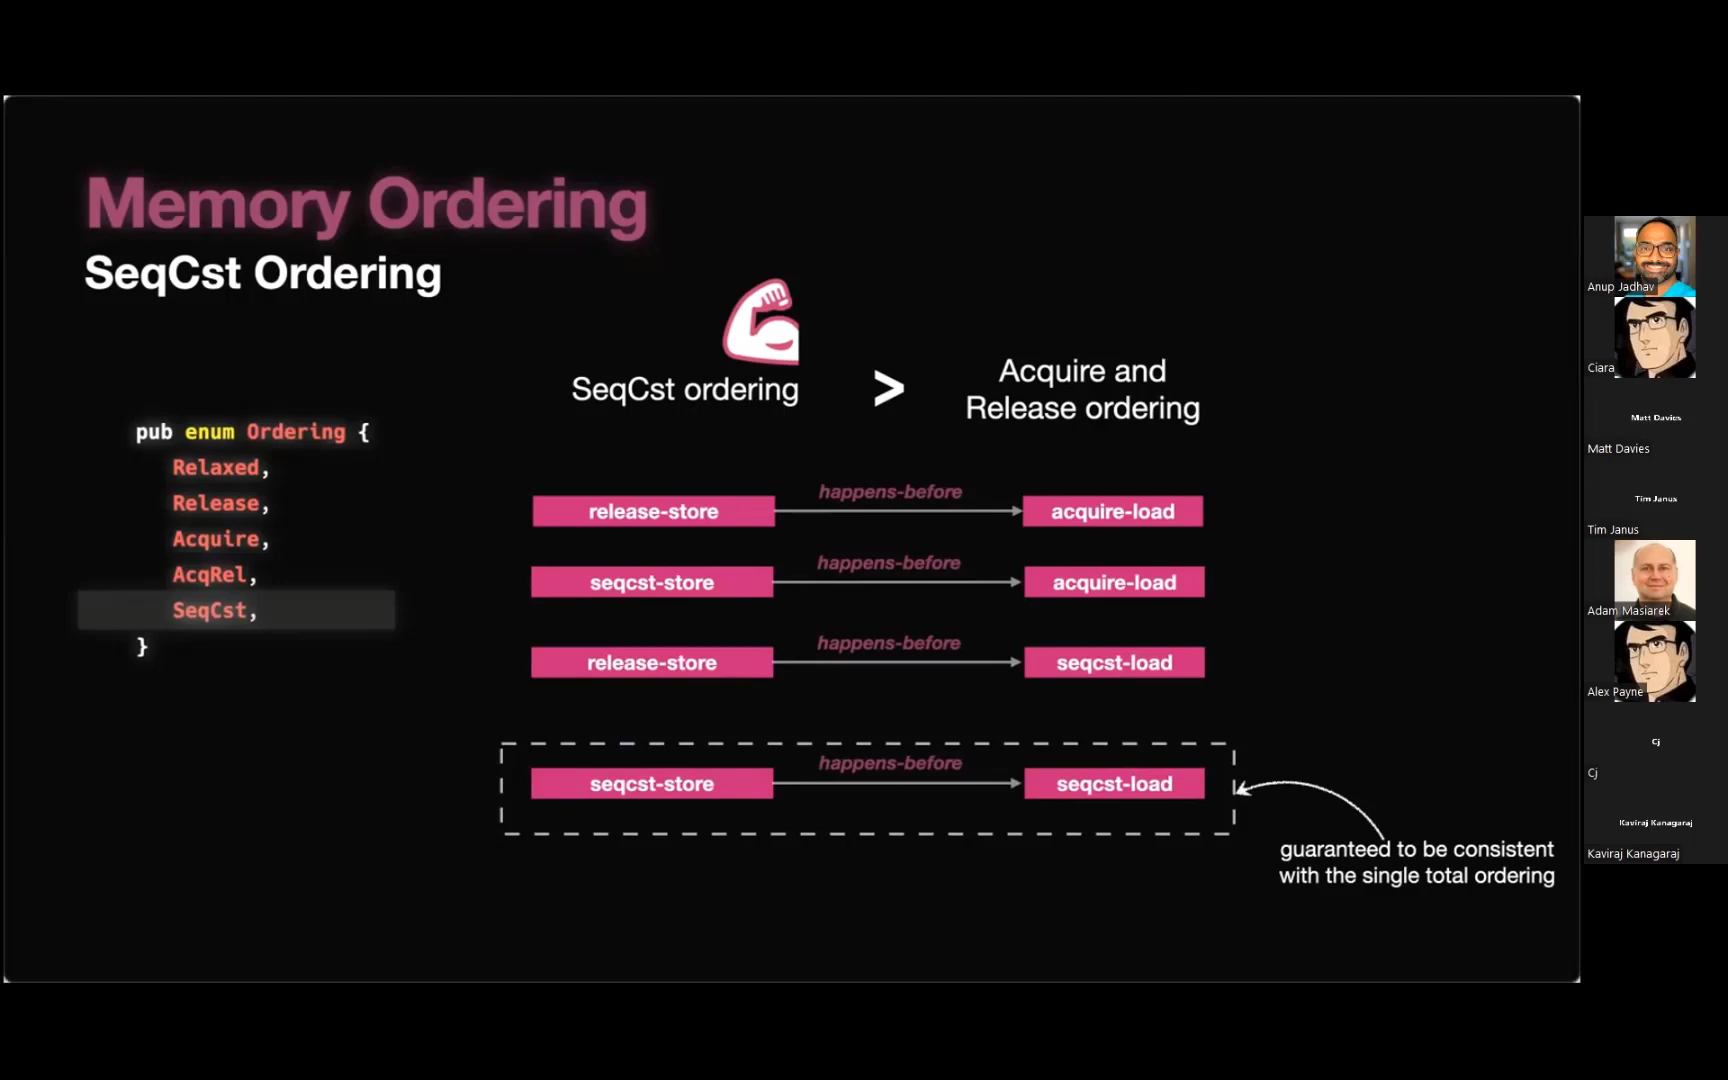 Memory Ordering
SeqCst Ordering
SeqCst ordering
>
Acquire and
Release ordering
pub enum Ordering {
Relaxed,
Release,
Acquire,
AcqRel,
SeqCst,
}
happens-before
release-store
acquire-load
happens-before
seqcst-store
acquire-load
happens-before
release-store
seqcst-load
happens-before
seqcst-store
seqcst-load
guaranteed to be consistent
with the single total ordering
Anup Jadhav
Ciara
Matt Davies
Matt Davies
Tim Janus
Tim Janus
Adam Masiarek
Alex Payne
Cj
Cj
Kaviraj Kanagaraj
Kaviraj Kanagaraj